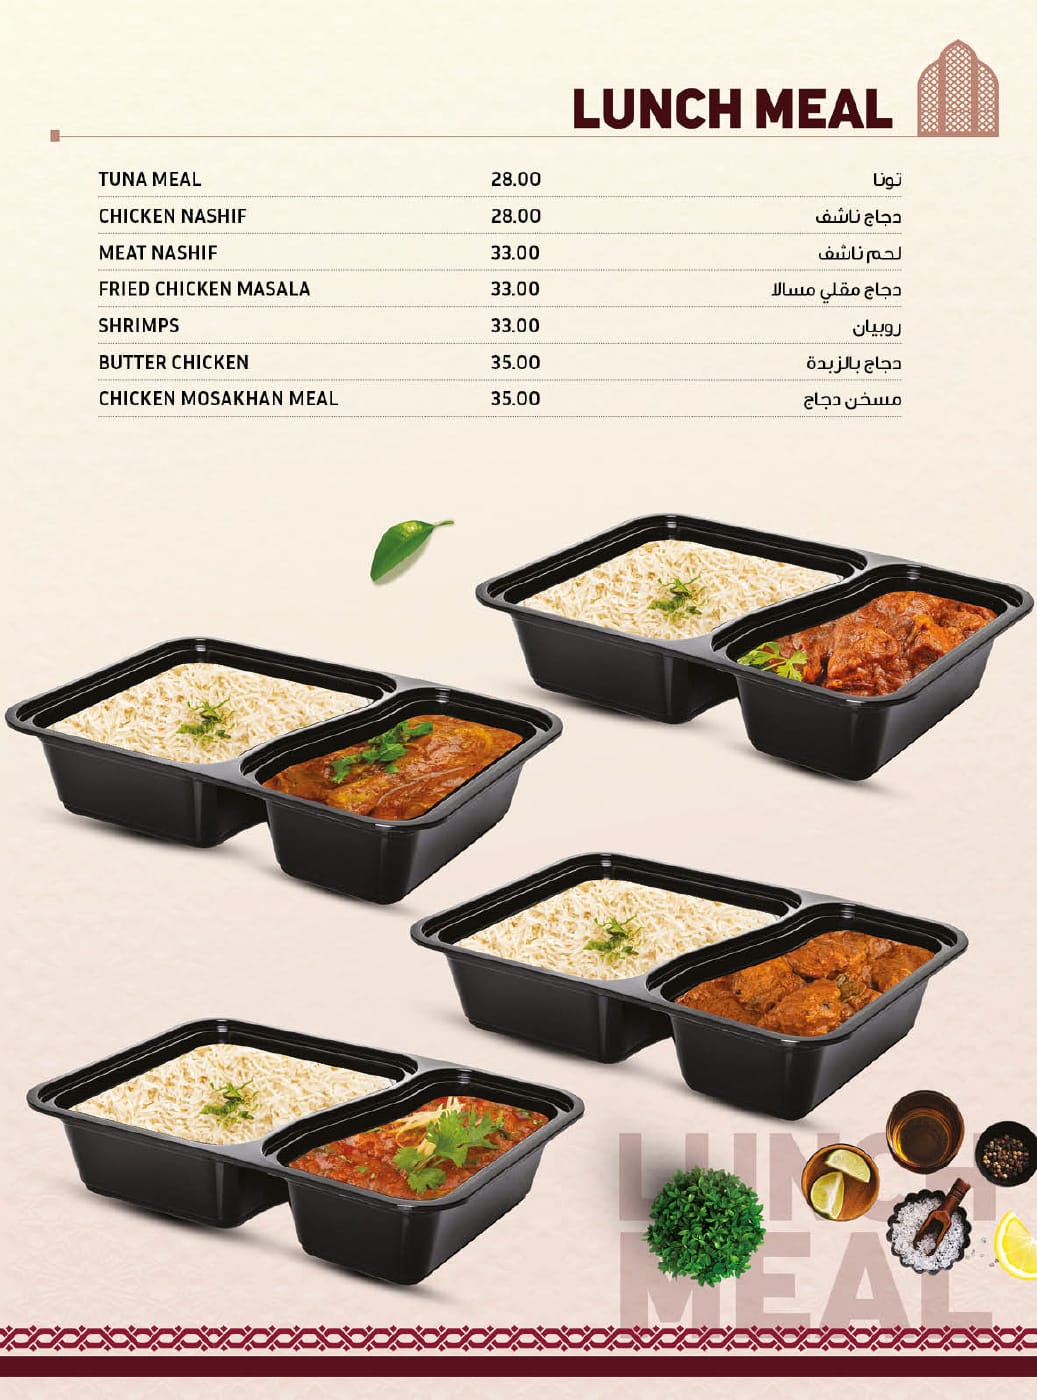 LUNCH MEAL
TUNA MEAL 28.00 تونا
CHICKEN NASHIF 28.00 دجاج ناشف
MEAT NASHIF 33.00 لحم ناشف
FRIED CHICKEN MASALA 33.00 دجاج مقلي مسالا
SHRIMPS 33.00 روبيان
BUTTER CHICKEN 35.00 دجاج بالزبدة
CHICKEN MOSAKHAN MEAL 35.00 مسخن دجاج
LUNCH
MEAL